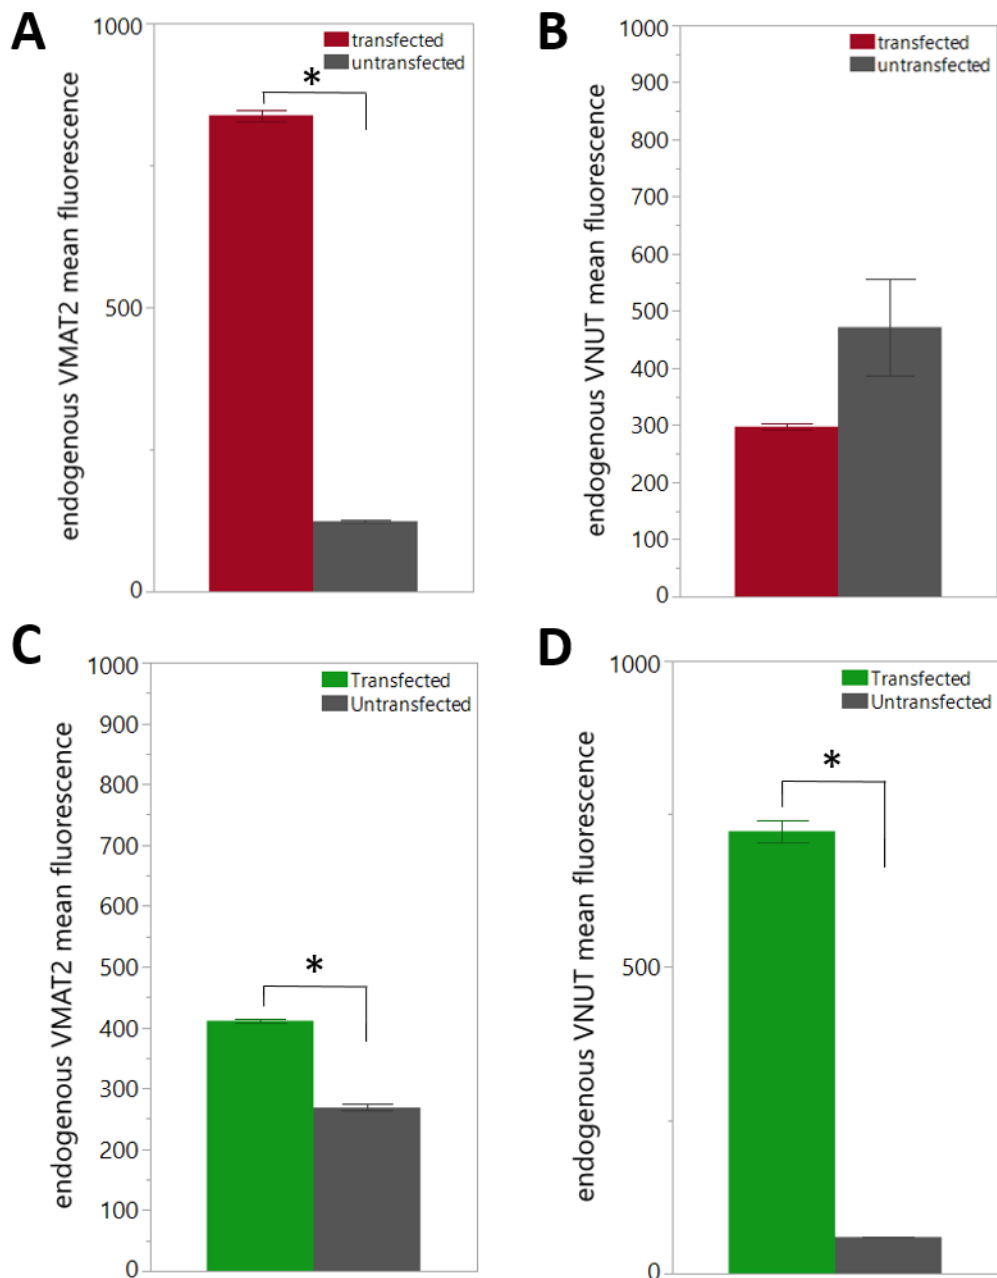 A
1000
transfected
untransfected
*
endogenous VMAT2 mean fluorescence
500
0
B
1000
transfected
untransfected
900
800
700
600
500
400
300
200
100
0
endogenous VNUT mean fluorescence
C
1000
Transfected
Untransfected
900
800
700
600
500
*
400
300
200
100
0
endogenous VMAT2 mean fluorescence
D
1000
Transfected
Untransfected
*
endogenous VNUT mean fluorescence
500
0